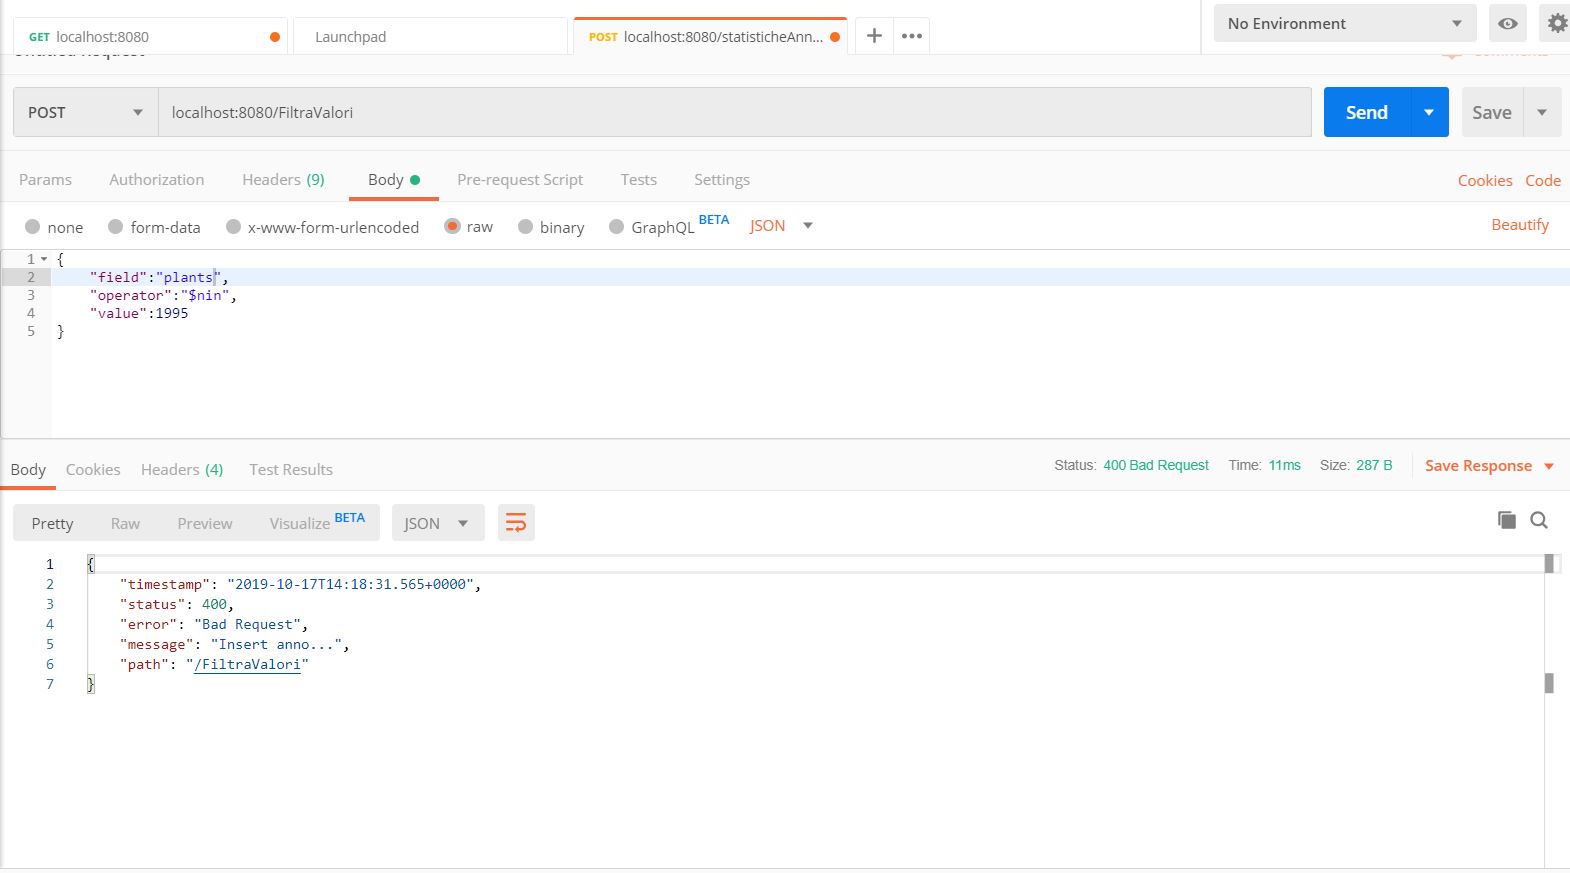 GET localhost:8080
Launchpad
POST localhost:8080/statisticheAnn...
+
No Environment
POST
localhost:8080/FiltraValori
Send
Save
Params
Authorization
Headers (9)
Body
Pre-request Script
Tests
Settings
Cookies
Code
none
form-data
x-www-form-urlencoded
raw
binary
GraphQL BETA
JSON
Beautify
1 {
2 "field":"plants",
3 "operator":"$nin",
4 "value":1995
5 }
Body
Cookies
Headers (4)
Test Results
Status: 400 Bad Request
Time: 11ms
Size: 287 B
Save Response
Pretty
Raw
Preview
Visualize BETA
JSON
1 {
2 "timestamp": "2019-10-17T14:18:31.565+0000",
3 "status": 400,
4 "error": "Bad Request",
5 "message": "Insert anno...",
6 "path": "/FiltraValori"
7 }